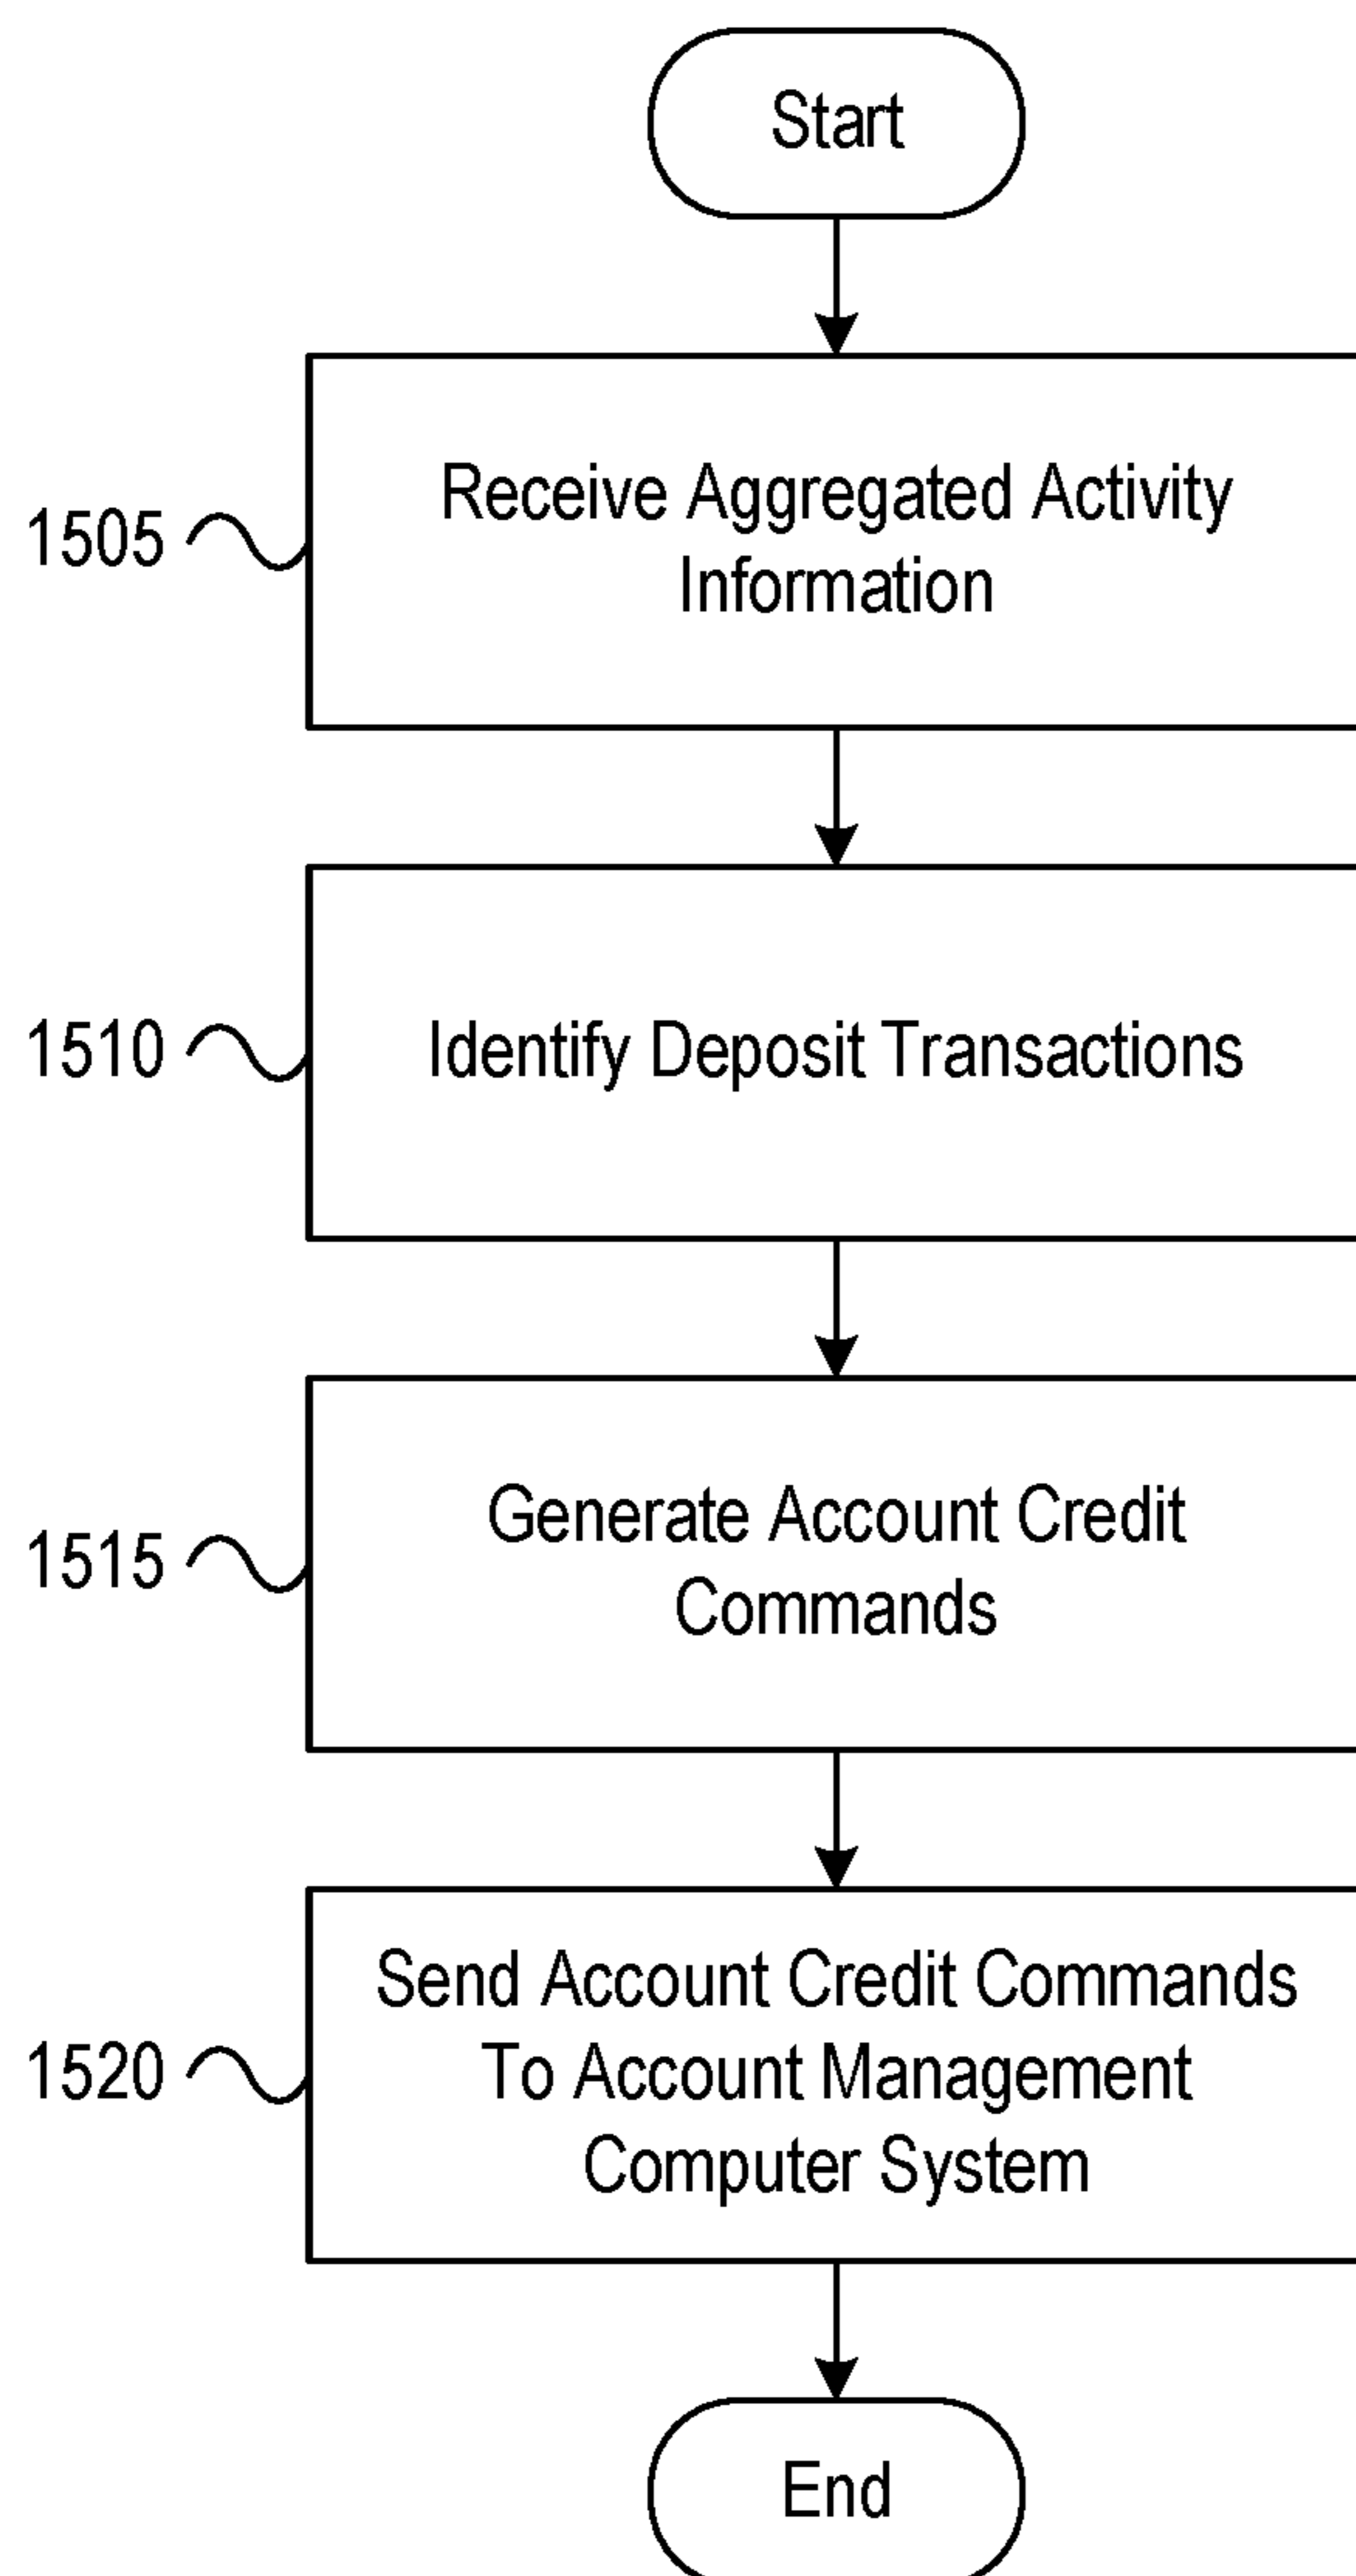 Start
Receive Aggregated Activity
Information
1505
Identify Deposit Transactions
1510
Generate Account Credit
Commands
1515
Send Account Credit Commands
To Account Management
Computer System
1520
End